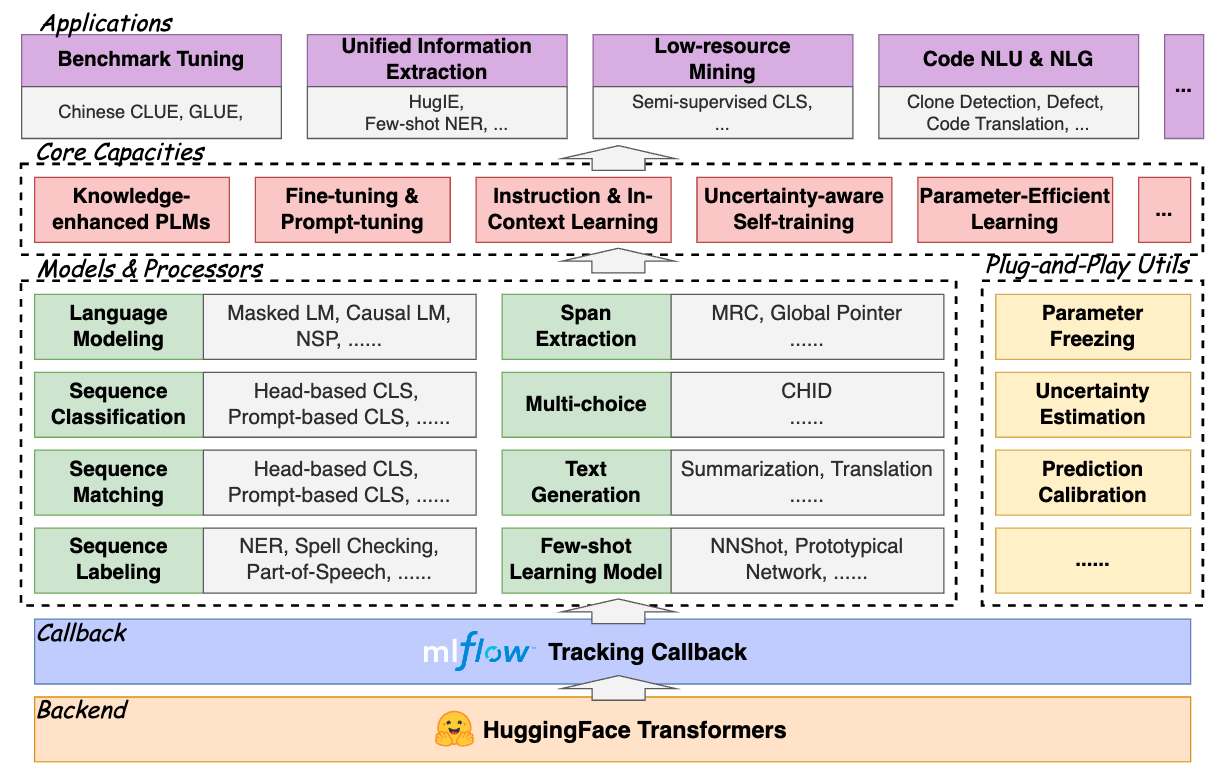 Applications
Benchmark Tuning
Chinese CLUE, GLUE,
Unified Information
Extraction
HugIE,
Few-shot NER, ...
Low-resource
Mining
Semi-supervised CLS,
...
Code NLU & NLG
Clone Detection, Defect,
Code Translation, ...
...
Core Capacities
Knowledge-
enhanced PLMs
Fine-tuning &
Prompt-tuning
Instruction & In-
Context Learning
Uncertainty-aware
Self-training
Parameter-Efficient
Learning
...
Models & Processors
Language
Modeling
Masked LM, Causal LM,
NSP, ......
Span
Extraction
MRC, Global Pointer
......
Sequence
Classification
Head-based CLS,
Prompt-based CLS, ......
Multi-choice
CHID
......
Sequence
Matching
Head-based CLS,
Prompt-based CLS, ......
Text
Generation
Summarization, Translation
......
Sequence
Labeling
NER, Spell Checking,
Part-of-Speech, ......
Few-shot
Learning Model
NNShot, Prototypical
Network, ......
Plug-and-Play Utils
Parameter
Freezing
Uncertainty
Estimation
Prediction
Calibration
......
Callback
mlflow™ Tracking Callback
Backend
HuggingFace Transformers